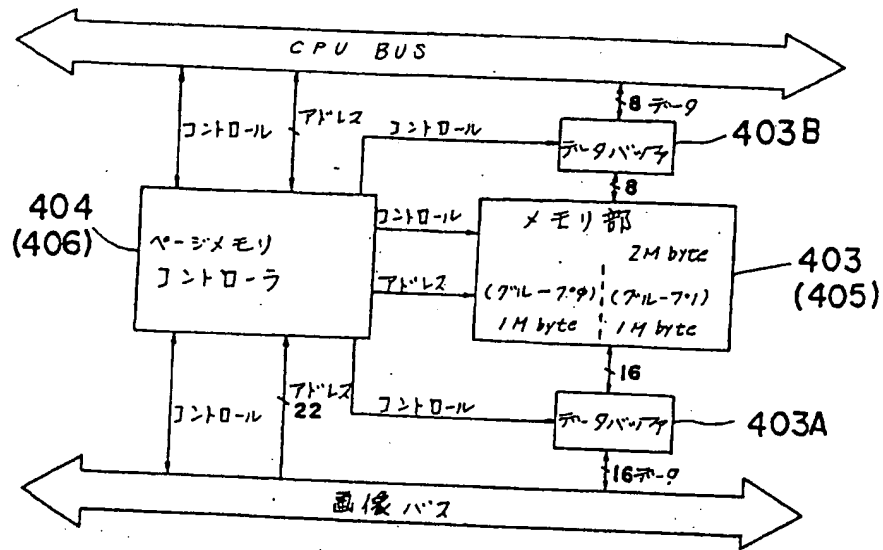 CPU BUS
8 データ
コントロール
アドレス
コントロール
データバッファ
403B
8
404
(406)
ページメモリ
コントローラ
コントロール
アドレス
メモリ部
2M byte
(グループφ) (グループ1)
1M byte 1M byte
403
(405)
16
コントロール
アドレス
22
コントロール
データバッファ
403A
16データ
画像バス